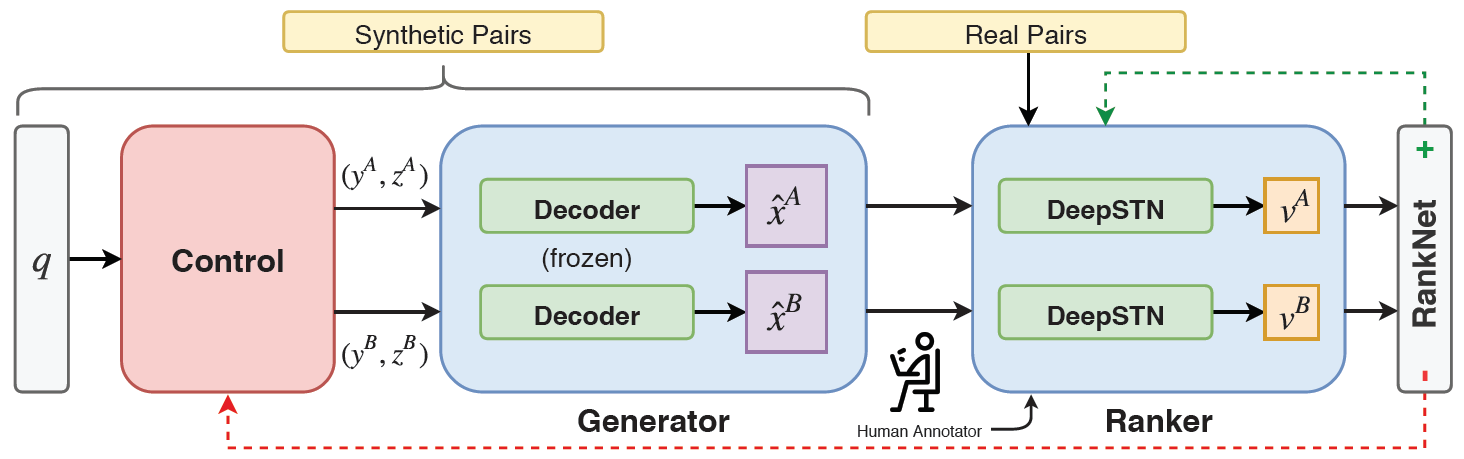 Synthetic Pairs
Real Pairs
q
Control
(y^A, z^A)
(y^B, z^B)
Decoder
(frozen)
Decoder
x̂^A
x̂^B
Generator
Human Annotator
DeepSTN
DeepSTN
v^A
v^B
Ranker
+
RankNet
-